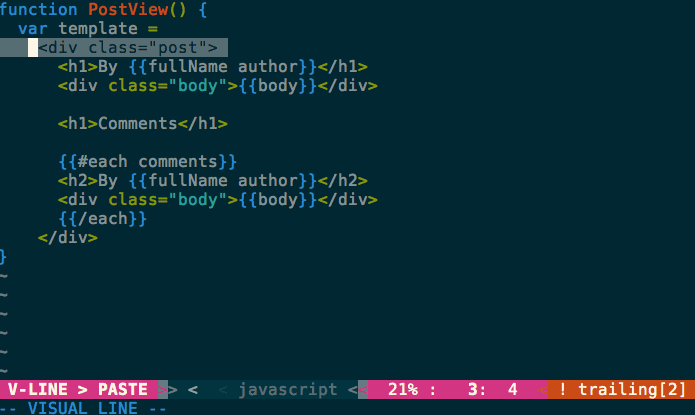 function PostView() {
  var template =
    <div class="post">
      <h1>By {{fullName author}}</h1>
      <div class="body">{{body}}</div>

      <h1>Comments</h1>

      {{#each comments}}
      <h2>By {{fullName author}}</h2>
      <div class="body">{{body}}</div>
      {{/each}}
    </div>
}
~
~
~
~
~
~
V-LINE > PASTE >> < < javascript << 21% : 3: 4 < ! trailing[2]
-- VISUAL LINE --